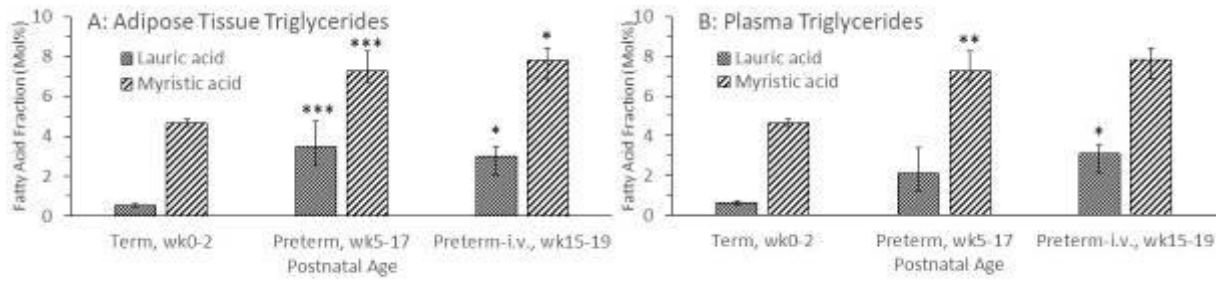 A: Adipose Tissue Triglycerides
Fatty Acid Fraction (Mol%)
10
8
6
4
2
0
Lauric acid
Myristic acid
***
***
*
*
Term, wk0-2
Preterm, wk5-17
Preterm-i.v., wk15-19
Postnatal Age
B: Plasma Triglycerides
Fatty Acid Fraction (Mol%)
10
8
6
4
2
0
Lauric acid
Myristic acid
**
*
Term, wk0-2
Preterm, wk5-17
Preterm-i.v., wk15-19
Postnatal Age